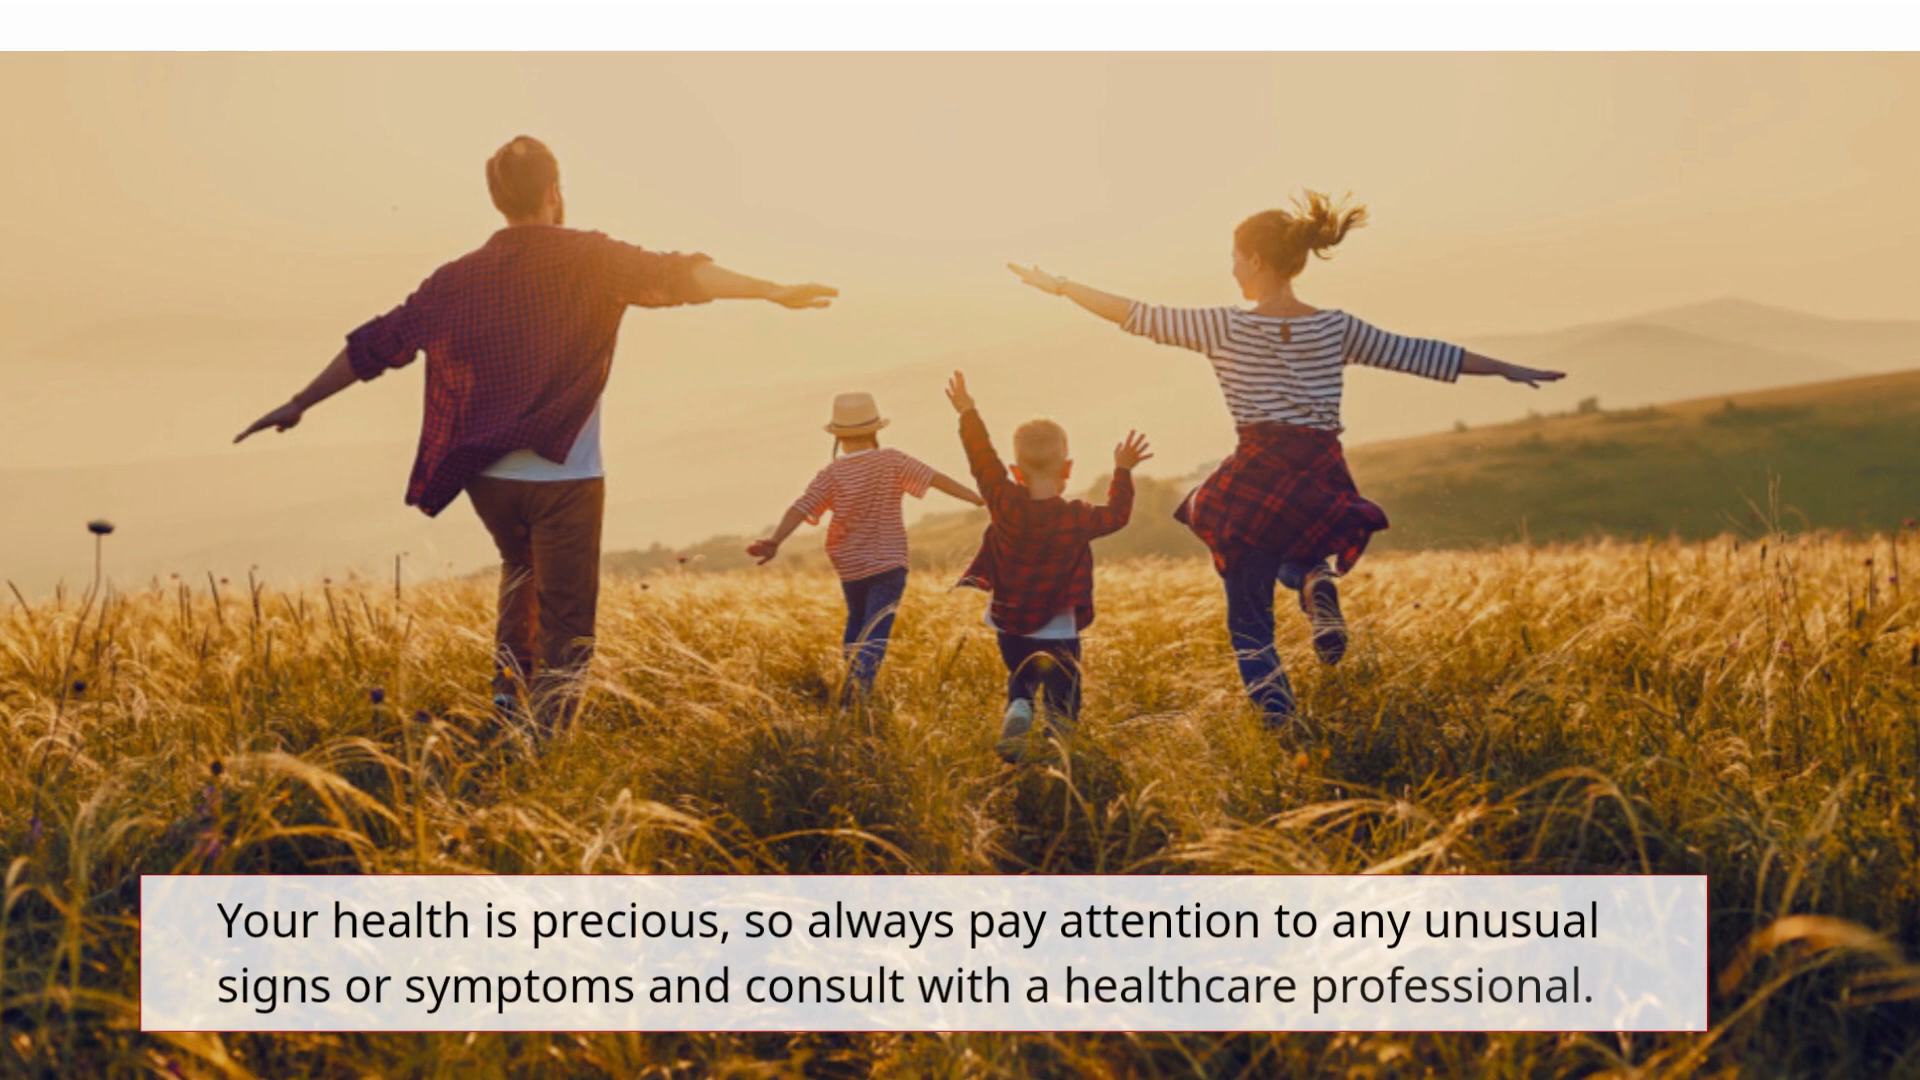 Your health is precious, so always pay attention to any unusual
signs or symptoms and consult with a healthcare professional.